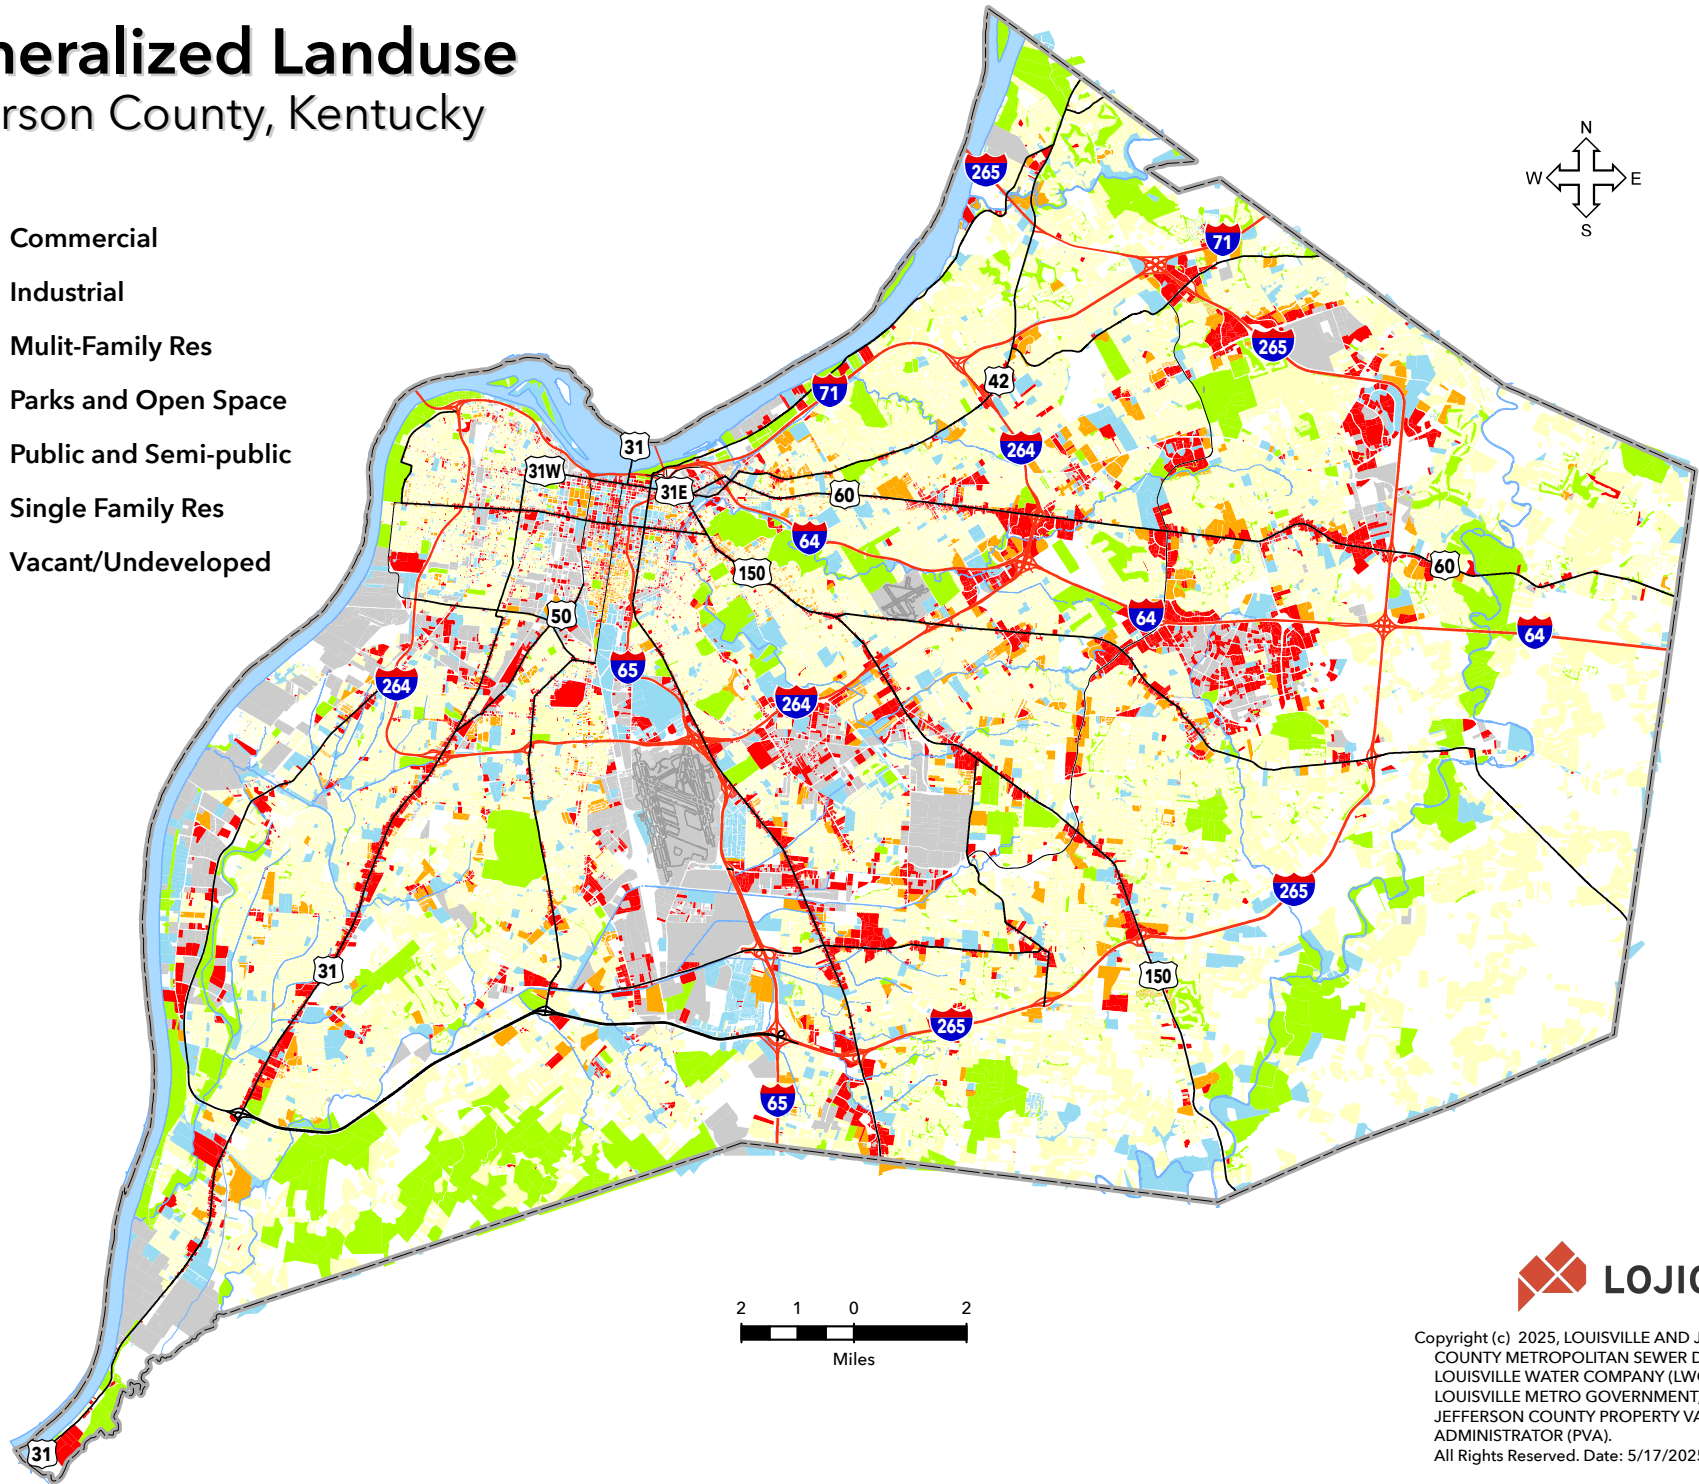 neralized Landuse
rson County, Kentucky
N
W E
S
Commercial
Industrial
Mulit-Family Res
Parks and Open Space
Public and Semi-public
Single Family Res
Vacant/Undeveloped
265
71
265
71
42
31
264
31W
31E
60
64
150
60
50
64
64
65
264
264
265
31
150
265
65
31
2 1 0 2
Miles
LOJIC
Copyright (c) 2025, LOUISVILLE AND J
COUNTY METROPOLITAN SEWER D
LOUISVILLE WATER COMPANY (LW
LOUISVILLE METRO GOVERNMENT,
JEFFERSON COUNTY PROPERTY VA
ADMINISTRATOR (PVA).
All Rights Reserved. Date: 5/17/2025